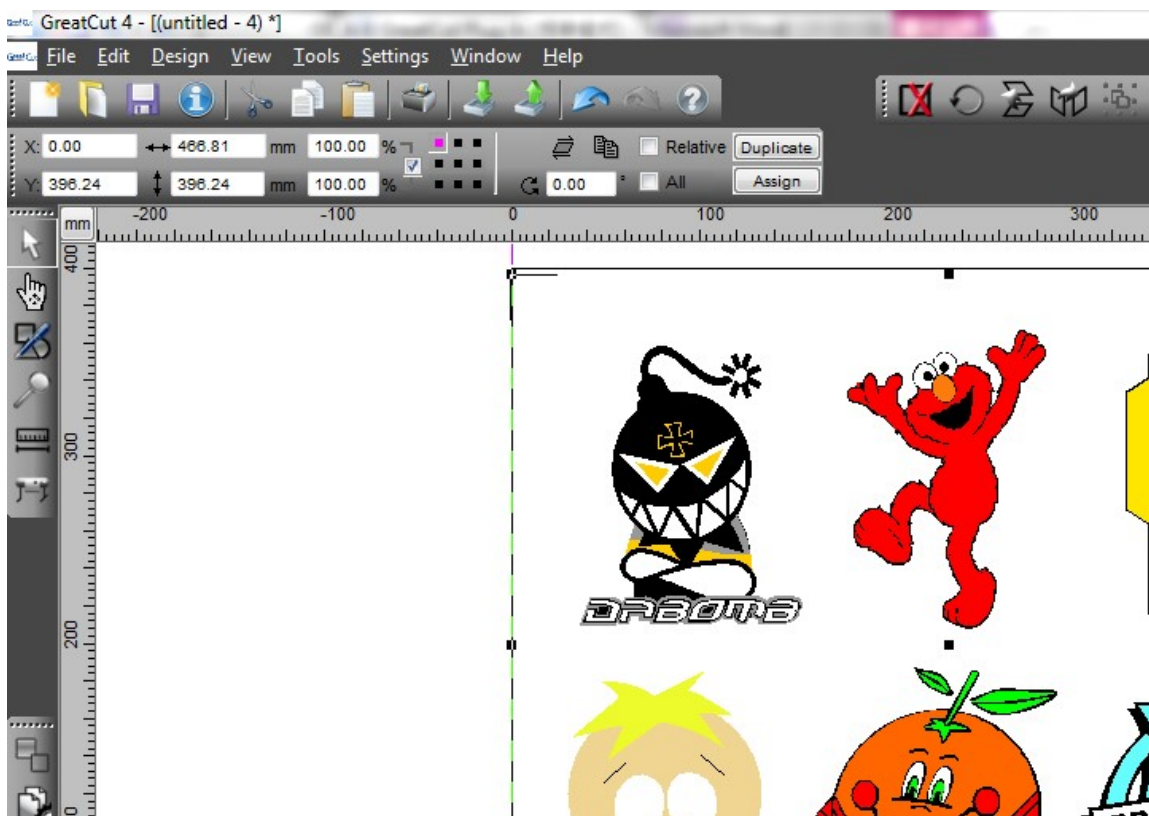 GreatCut 4 - [(untitled - 4) *]
File Edit Design View Tools Settings Window Help
X: 0.00 466.81 mm 100.00 % Relative Duplicate
Y: 396.24 396.24 mm 100.00 % 0.00 ° All Assign
mm -200 -100 0 100 200 300
400
300
200
DRBOMB